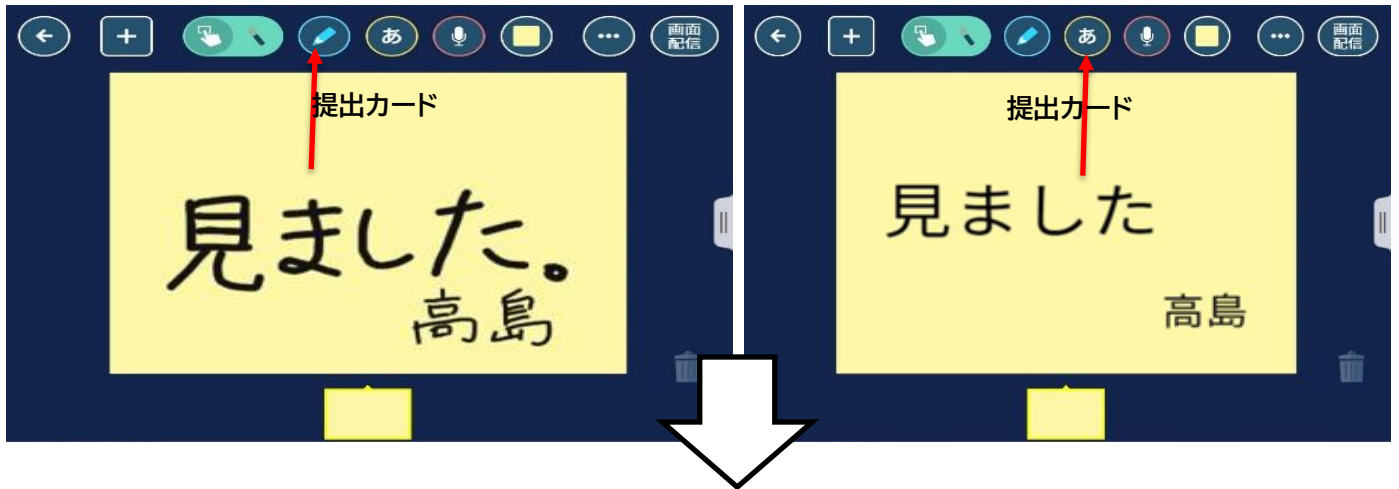 あ
画面
配信
提出カード
見ました。
高島
あ
画面
配信
提出カード
見ました
高島